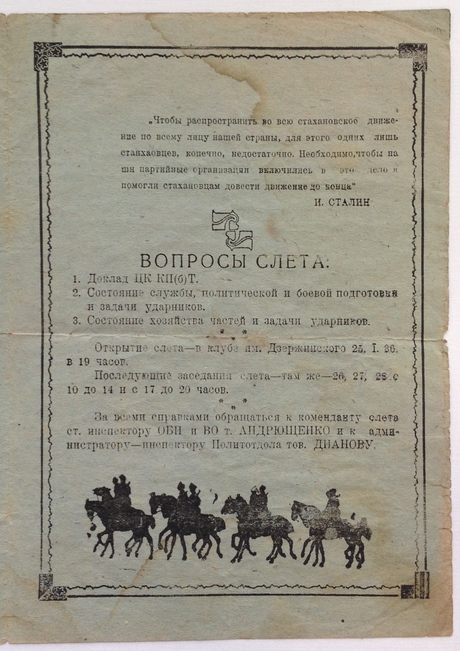 „Чтобы распространить во всю стахановское движе-
ние по всему лицу нашей страны, для этого одних лишь
стахаовцев, конечно, недостаточно. Необходимо,чтобы на
ши партийные организации включились в это дело и
помогли стахановцам довести движение до конца"
И. СТАЛИН
ВОПРОСЫ СЛЕТА:
1. Доклад ЦК КП(б)Т.
2. Состояние службы, политической и боевой подготовки
и задачи ударников.
3. Состояние хозяйства частей и задачи ударников.
* * *
Открытие слета—в клубе им. Дзержинского 25, I. 36.
в 19 часов.
Последующие заседания слета—там же—26, 27, 28 с
10 до 14 и с 17 до 20 часов.
* * *
За всеми справками обращаться к коменданту слета
ст. инспектору ОБП и ВО т. АНДРЮЩЕНКО и к адми-
нистратору—инспектору Политотдела тов. ДИАНОВУ.